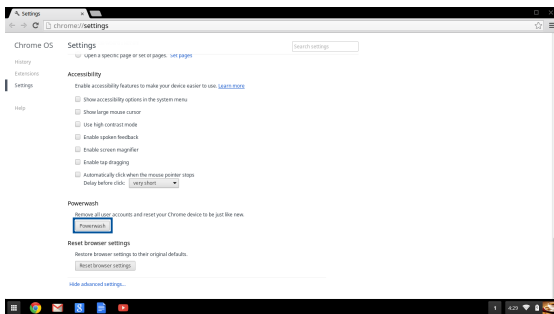 Settings
chrome://settings
Chrome OS
Settings
Search settings
History
Extensions
Settings
Help
Open a specific page or set of pages. Set pages
Accessibility
Enable accessibility features to make your device easier to use. Learn more
Show accessibility options in the system menu
Show large mouse cursor
Use high contrast mode
Enable spoken feedback
Enable screen magnifier
Enable tap dragging
Automatically click when the mouse pointer stops
Delay before click: very short
Powerwash
Remove all user accounts and reset your Chrome device to be just like new.
Powerwash
Reset browser settings
Restore browser settings to their original defaults.
Reset browser settings
Hide advanced settings...
8
1 4:29